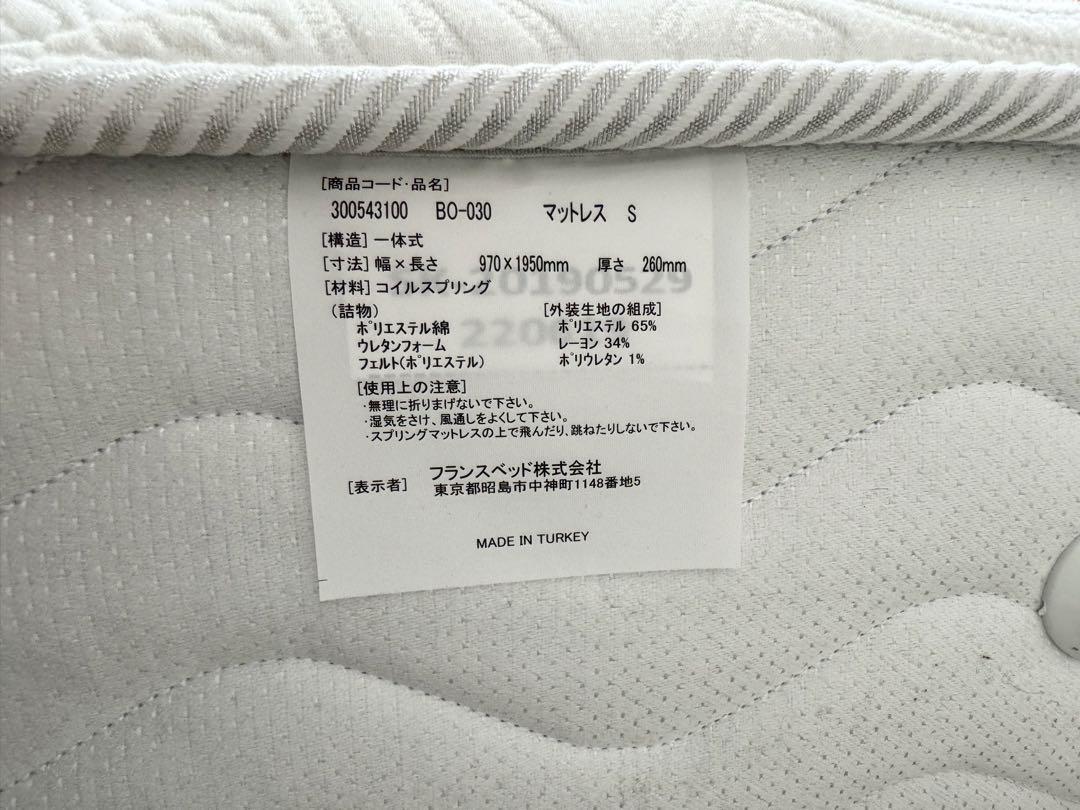 [商品コード・品名]
300543100 BO-030 マットレス S
[構造] 一体式
[寸法] 幅×長さ 970×1950mm 厚さ 260mm
[材料] コイルスプリング
(詰物)
ポリエステル綿
ウレタンフォーム
フェルト(ポリエステル)
[外装生地の組成]
ポリエステル 65%
レーヨン 34%
ポリウレタン 1%
[使用上の注意]
・無理に折りまげないで下さい。
・湿気をさけ、風通しをよくして下さい。
・スプリングマットレスの上で飛んだり、跳ねたりしないで下さい。
[表示者] フランスベッド株式会社
東京都昭島市中神町1148番地5
MADE IN TURKEY
20190529